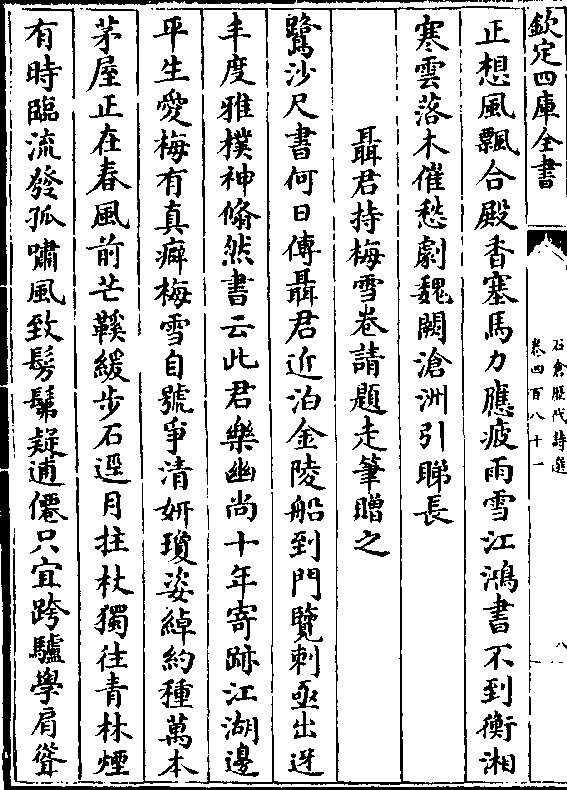 欽定四庫全書
石倉歷代詩選
卷四百八十一
八
正想風飄合殿香塞馬力應疲雨雪江鴻書不到衡湘
寒雲落木催愁劇魏闕滄洲引睇長
聶君持梅雪卷請題走筆贈之
鷺沙尺書何日傳聶君近泊金陵船到門覽刺亟出迓
丰度雅樸神翛然書云此君樂幽尚十年寄跡江湖邊
平生愛梅有真癖梅雪自號爭清妍瓊姿綽約種萬本
茅屋正在春風前芒鞵緩步石逕月拄杖獨往青林煙
有時臨流發孤嘯風致髣髴疑逋僊只宜跨驢學肩聳